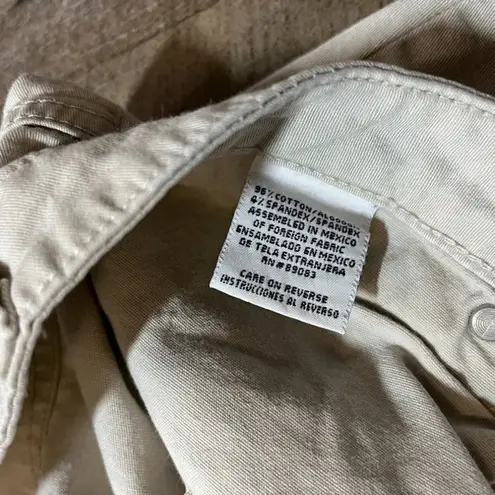 96% COTTON/ALGODON
4% SPANDEX/SPANDEX
ASSEMBLED IN MEXICO
OF FOREIGN FABRIC
ENSAMBLADO EN MEXICO
DE TELA EXTRANJERA
RN# 89083
CARE ON REVERSE
INSTRUCCIONES AL REVERSO